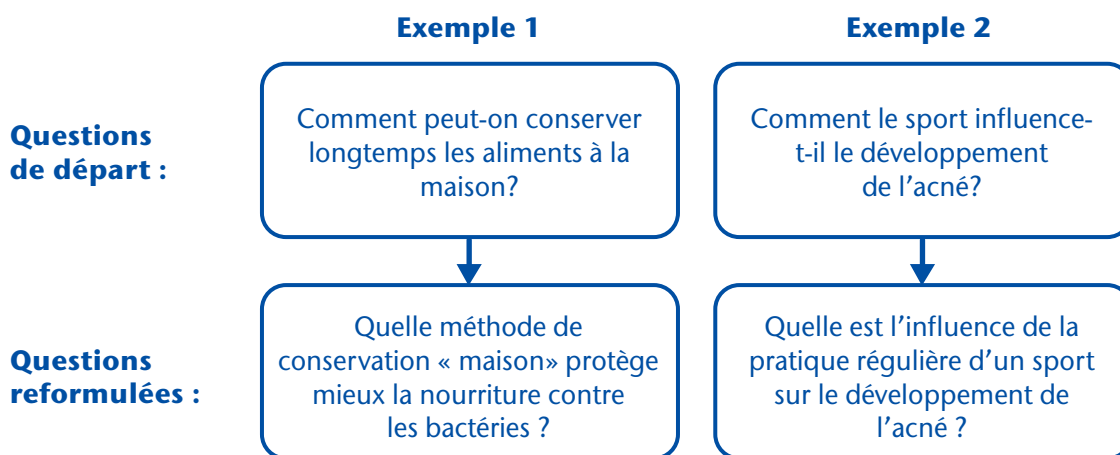 Exemple 1
Exemple 2
Questions
de départ :
Comment peut-on conserver
longtemps les aliments à la
maison?
Comment le sport influence-
t-il le développement
de l'acné?
Questions
reformulées :
Quelle méthode de
conservation « maison» protège
mieux la nourriture contre
les bactéries ?
Quelle est l'influence de la
pratique régulière d'un sport
sur le développement de
l'acné ?